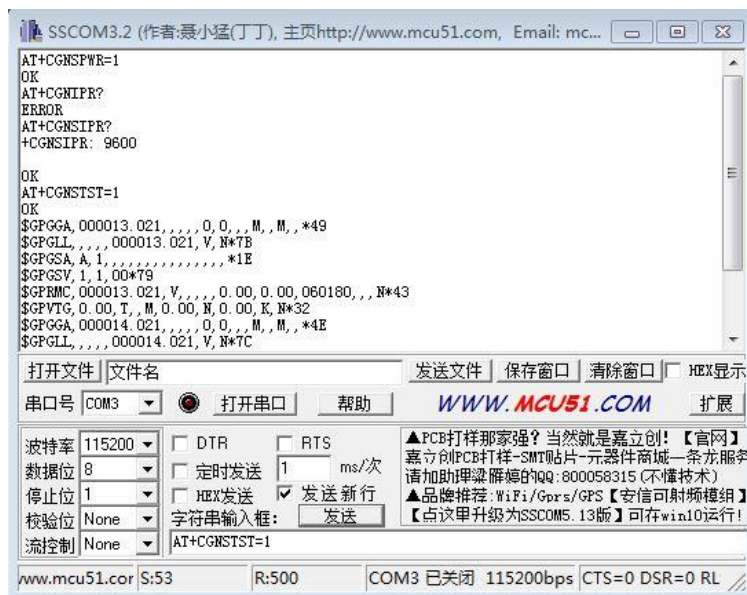 SSCOM3.2 (作者:聂小猛(丁丁), 主页http://www.mcu51.com, Email: mc...
AT+CGNSPWR=1
OK
AT+CGNIPR?
ERROR
AT+CGNSIPR?
+CGNSIPR: 9600
OK
AT+CGNSTST=1
OK
$GPGGA,000013.021,,,,,0,0,,,M,,M,,*49
$GPGLL,,,,,000013.021,V,N*7B
$GPGSA,A,1,,,,,,,,,,,,,,,*1E
$GPGSV,1,1,00*79
$GPRMC,000013.021,V,,,,,0.00,0.00,060180,,,N*43
$GPVTG,0.00,T,,M,0.00,N,0.00,K,N*32
$GPGGA,000014.021,,,,,0,0,,,M,,M,,*4E
$GPGLL,,,,,000014.021,V,N*7C
打开文件 文件名 发送文件 保存窗口 清除窗口 HEX显示
串口号 COM3 打开串口 帮助 WWW.MCU51.COM 扩展
波特率 115200 DTR RTS
数据位 8 定时发送 1 ms/次
停止位 1 HEX发送 发送新行
校验位 None 字符串输入框: 发送
流控制 None AT+CGNSTST=1
▲PCB打样那家强? 当然就是嘉立创! 【官网】
嘉立创PCB打样-SMT贴片-元器件商城—条龙服务
请加助理梁雁婷的QQ:800058315(不懂技术)
▲品牌推荐:WiFi/Gprs/GPS【安信可射频模组】
【点这里升级为SSCOM5.13版】可在win10运行!
www.mcu51.cor S:53 R:500 COM3 已关闭 115200bps CTS=0 DSR=0 RL